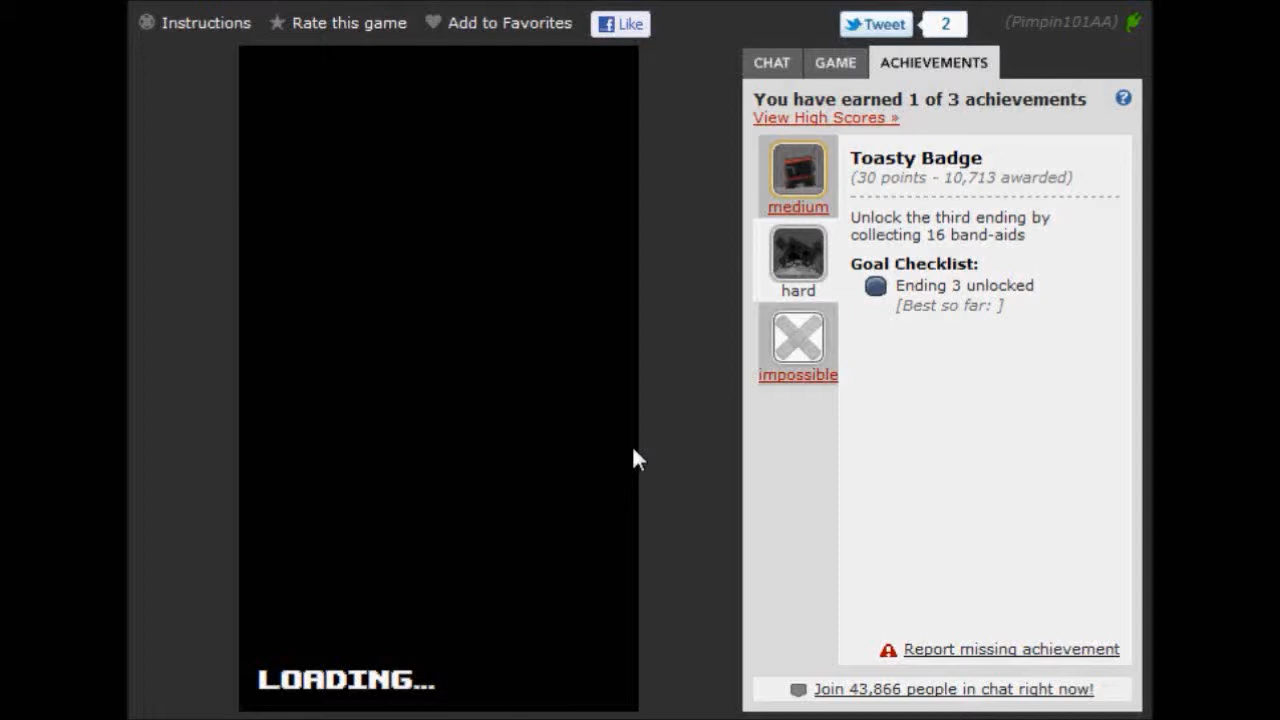 Instructions Rate this game Add to Favorites Like Tweet 2 (Pimpin101AA)
CHAT GAME ACHIEVEMENTS
You have earned 1 of 3 achievements
View High Scores »
medium
hard
impossible
Toasty Badge
(30 points - 10,713 awarded)
Unlock the third ending by
collecting 16 band-aids
Goal Checklist:
Ending 3 unlocked
[Best so far: ]
Report missing achievement
Join 43,866 people in chat right now!
LOADING...